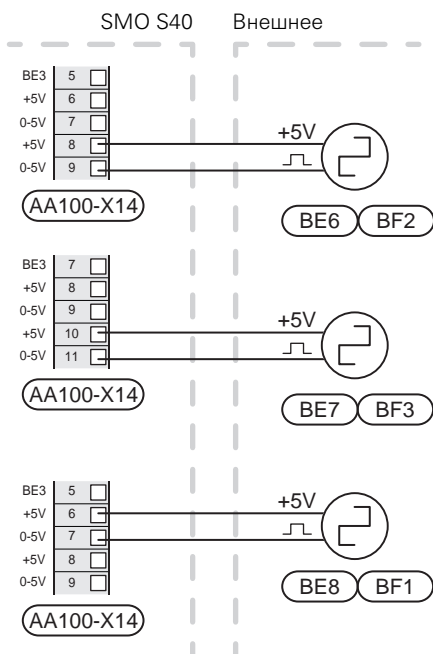 SMO S40 Внешнее
BE3 5
+5V 6
0-5V 7
+5V 8 +5V
0-5V 9
AA100-X14
BE6 BF2
BE3 7
+5V 8
0-5V 9
+5V 10 +5V
0-5V 11
AA100-X14
BE7 BF3
BE3 5
+5V 6 +5V
0-5V 7
+5V 8
0-5V 9
AA100-X14
BE8 BF1